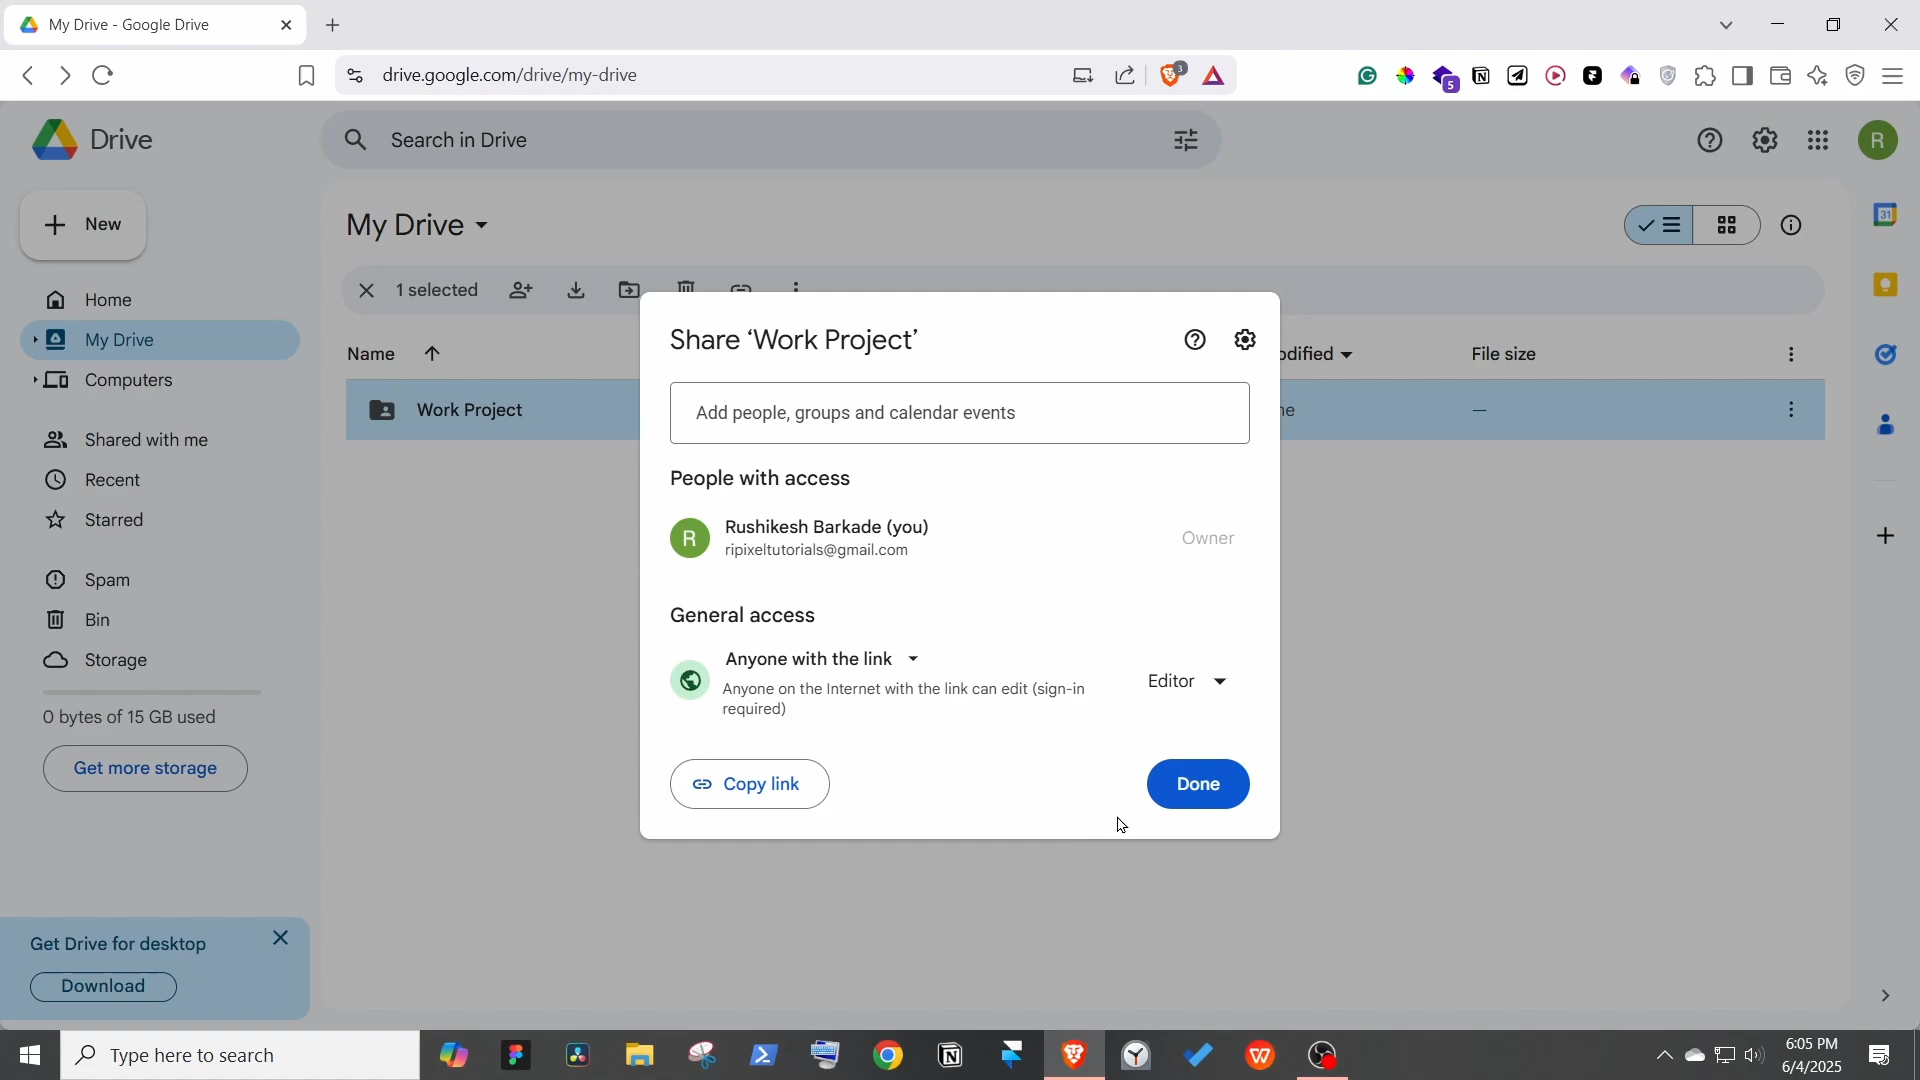 My Drive - Google Drive
drive.google.com/drive/my-drive
3
5
Drive
Search in Drive
R
New
My Drive
31
1 selected
Home
My Drive
Computers
Shared with me
Recent
Starred
Spam
Bin
Storage
0 bytes of 15 GB used
Get more storage
Get Drive for desktop
Download
Name
odified
File size
Work Project
ne
—
Share ‘Work Project’
Add people, groups and calendar events
People with access
R
Rushikesh Barkade (you)
ripixeltutorials@gmail.com
Owner
General access
Anyone with the link
Anyone on the Internet with the link can edit (sign-in
required)
Editor
Copy link
Done
Type here to search
6:05 PM
6/4/2025